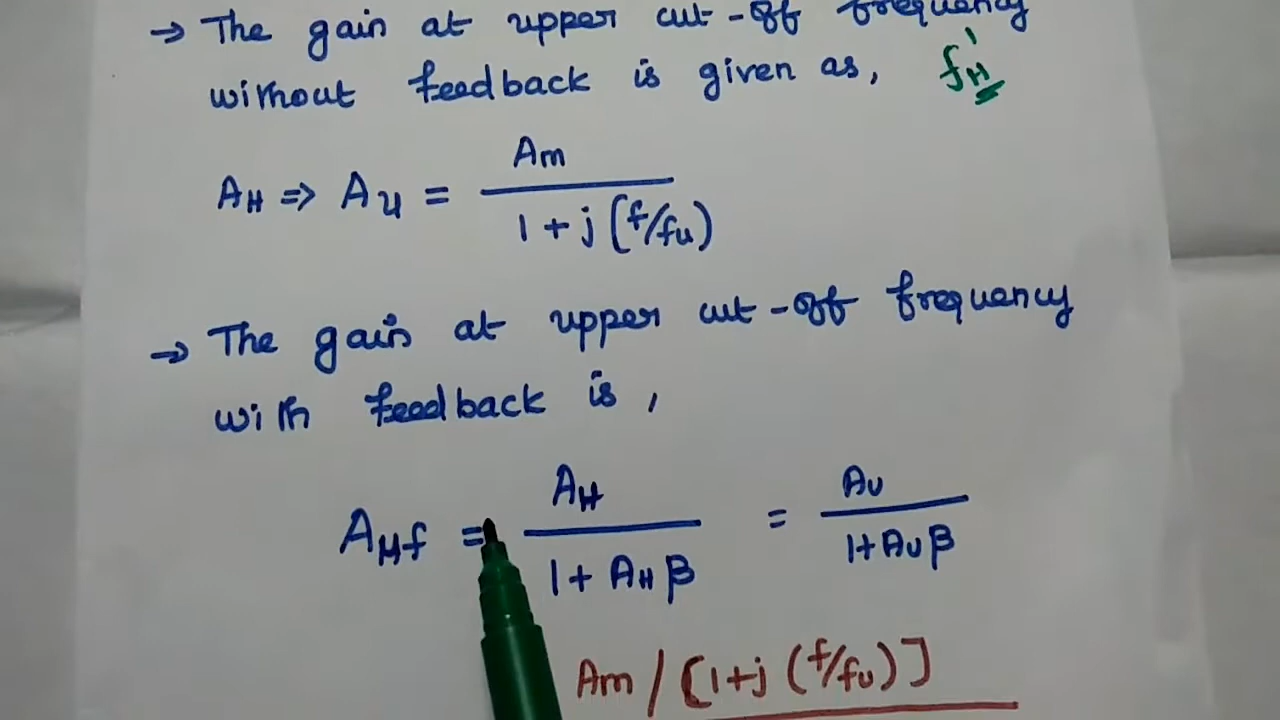 → The gain at upper cut-off frequency
without feedback is given as, fH'
AH ⇒ Au = Am / 1 + j (f/fu)
→ The gain at upper cut-off frequency
with feedback is,
AHf = AH / 1 + AH β = AU / 1 + AU β
Am / [1+j (f/fu)]